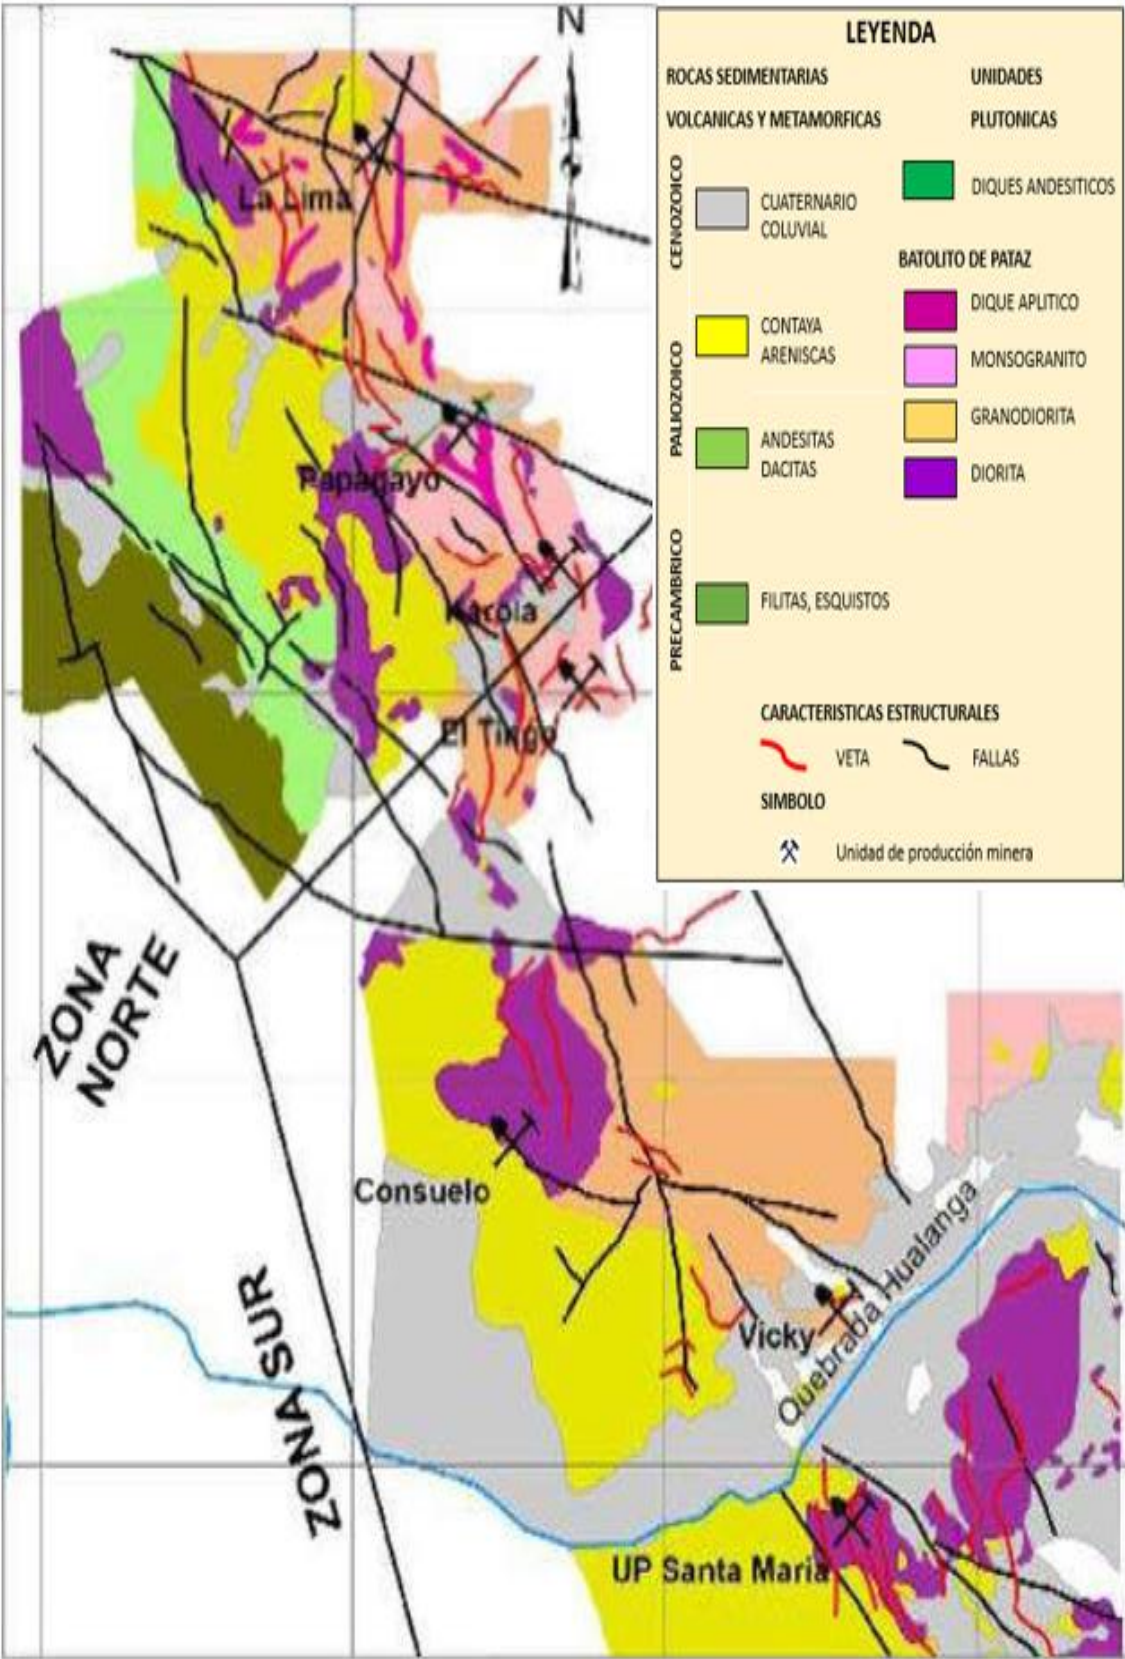 N
La Lima
Papagayo
Karola
El Tingo
ZONA
NORTE
Consuelo
ZONA SUR
Vicky
Quebrada Hualanga
UP Santa Maria
LEYENDA
ROCAS SEDIMENTARIAS
VOLCANICAS Y METAMORFICAS
UNIDADES
PLUTONICAS
CENOZOICO
CUATERNARIO
COLUVIAL
DIQUES ANDESITICOS
BATOLITO DE PATAZ
DIQUE APLITICO
MONSOGRANITO
GRANODIORITA
DIORITA
PALIOZOICO
CONTAYA
ARENISCAS
ANDESITAS
DACITAS
PRECAMBRICO
FILITAS, ESQUISTOS
CARACTERISTICAS ESTRUCTURALES
VETA
FALLAS
SIMBOLO
Unidad de producción minera